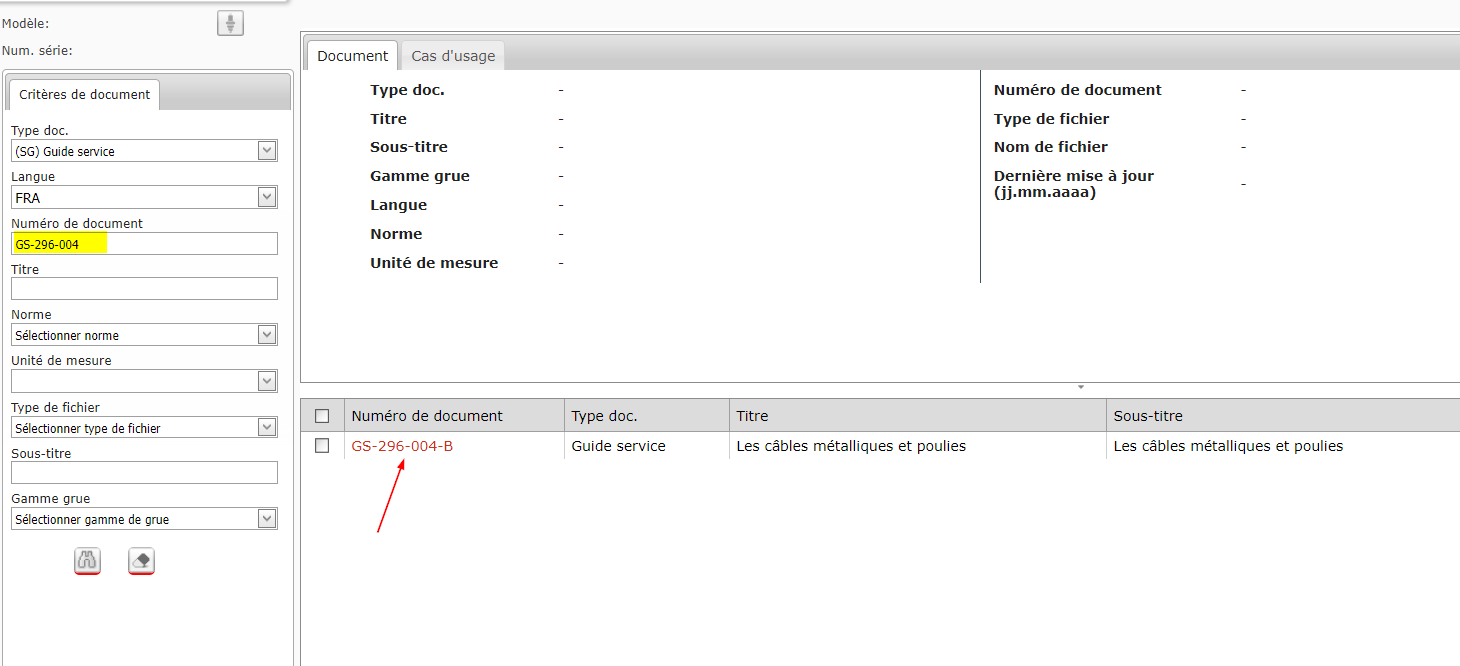 Modèle:
Num. série:
Critères de document
Type doc.
(SG) Guide service
Langue
FRA
Numéro de document
GS-296-004
Titre
Norme
Sélectionner norme
Unité de mesure
Type de fichier
Sélectionner type de fichier
Sous-titre
Gamme grue
Sélectionner gamme de grue
Document Cas d'usage
Type doc. -
Titre -
Sous-titre -
Gamme grue -
Langue -
Norme -
Unité de mesure -
Numéro de document -
Type de fichier -
Nom de fichier -
Dernière mise à jour
(jj.mm.aaaa) -
Numéro de document Type doc. Titre Sous-titre
GS-296-004-B Guide service Les câbles métalliques et poulies Les câbles métalliques et poulies